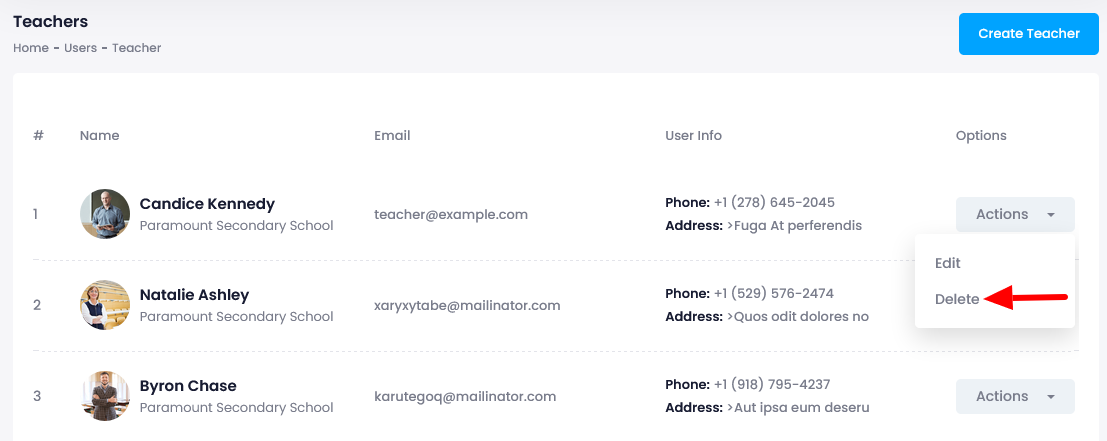 Teachers
Home - Users - Teacher
Create Teacher
# Name Email User Info Options
1
Candice Kennedy
Paramount Secondary School
teacher@example.com
Phone: +1 (278) 645-2045
Address: >Fuga At perferendis
Actions
Edit
Delete
2
Natalie Ashley
Paramount Secondary School
xaryxytabe@mailinator.com
Phone: +1 (529) 576-2474
Address: >Quos odit dolores no
3
Byron Chase
Paramount Secondary School
karutegoq@mailinator.com
Phone: +1 (918) 795-4237
Address: >Aut ipsa eum deseru
Actions